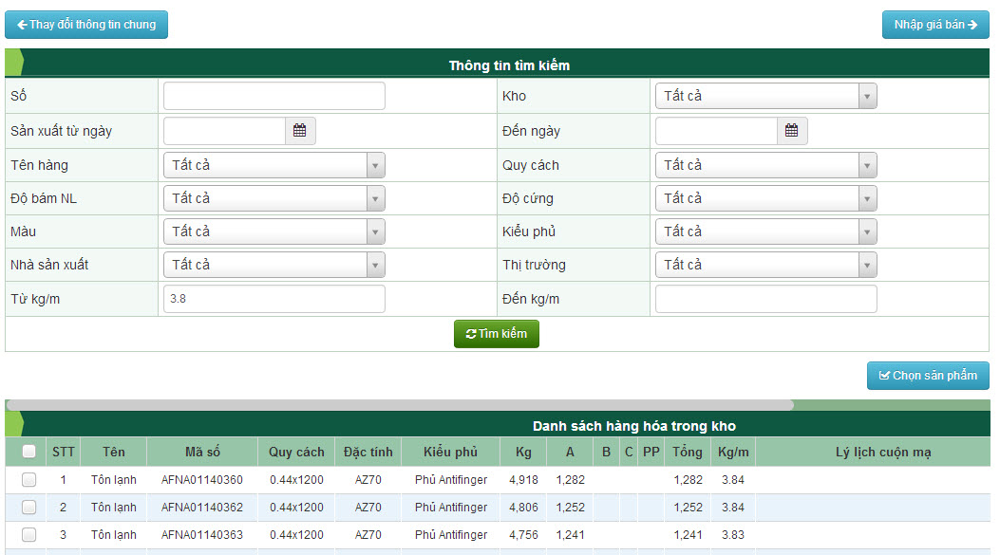 Thay đổi thông tin chung Nhập giá bán
Thông tin tìm kiếm
Số Kho Tất cả
Sản xuất từ ngày Đến ngày
Tên hàng Tất cả Quy cách Tất cả
Độ bám NL Tất cả Độ cứng Tất cả
Màu Tất cả Kiểu phủ Tất cả
Nhà sản xuất Tất cả Thị trường Tất cả
Từ kg/m 3.8 Đến kg/m
Tìm kiếm
Chọn sản phẩm
Danh sách hàng hóa trong kho
STT Tên Mã số Quy cách Đặc tính Kiểu phủ Kg A B C PP Tổng Kg/m Lý lịch cuộn mạ
1 Tôn lạnh AFNA01140360 0.44x1200 AZ70 Phủ Antifinger 4,918 1,282 1,282 3.84
2 Tôn lạnh AFNA01140362 0.44x1200 AZ70 Phủ Antifinger 4,806 1,252 1,252 3.84
3 Tôn lạnh AFNA01140363 0.44x1200 AZ70 Phủ Antifinger 4,756 1,241 1,241 3.83